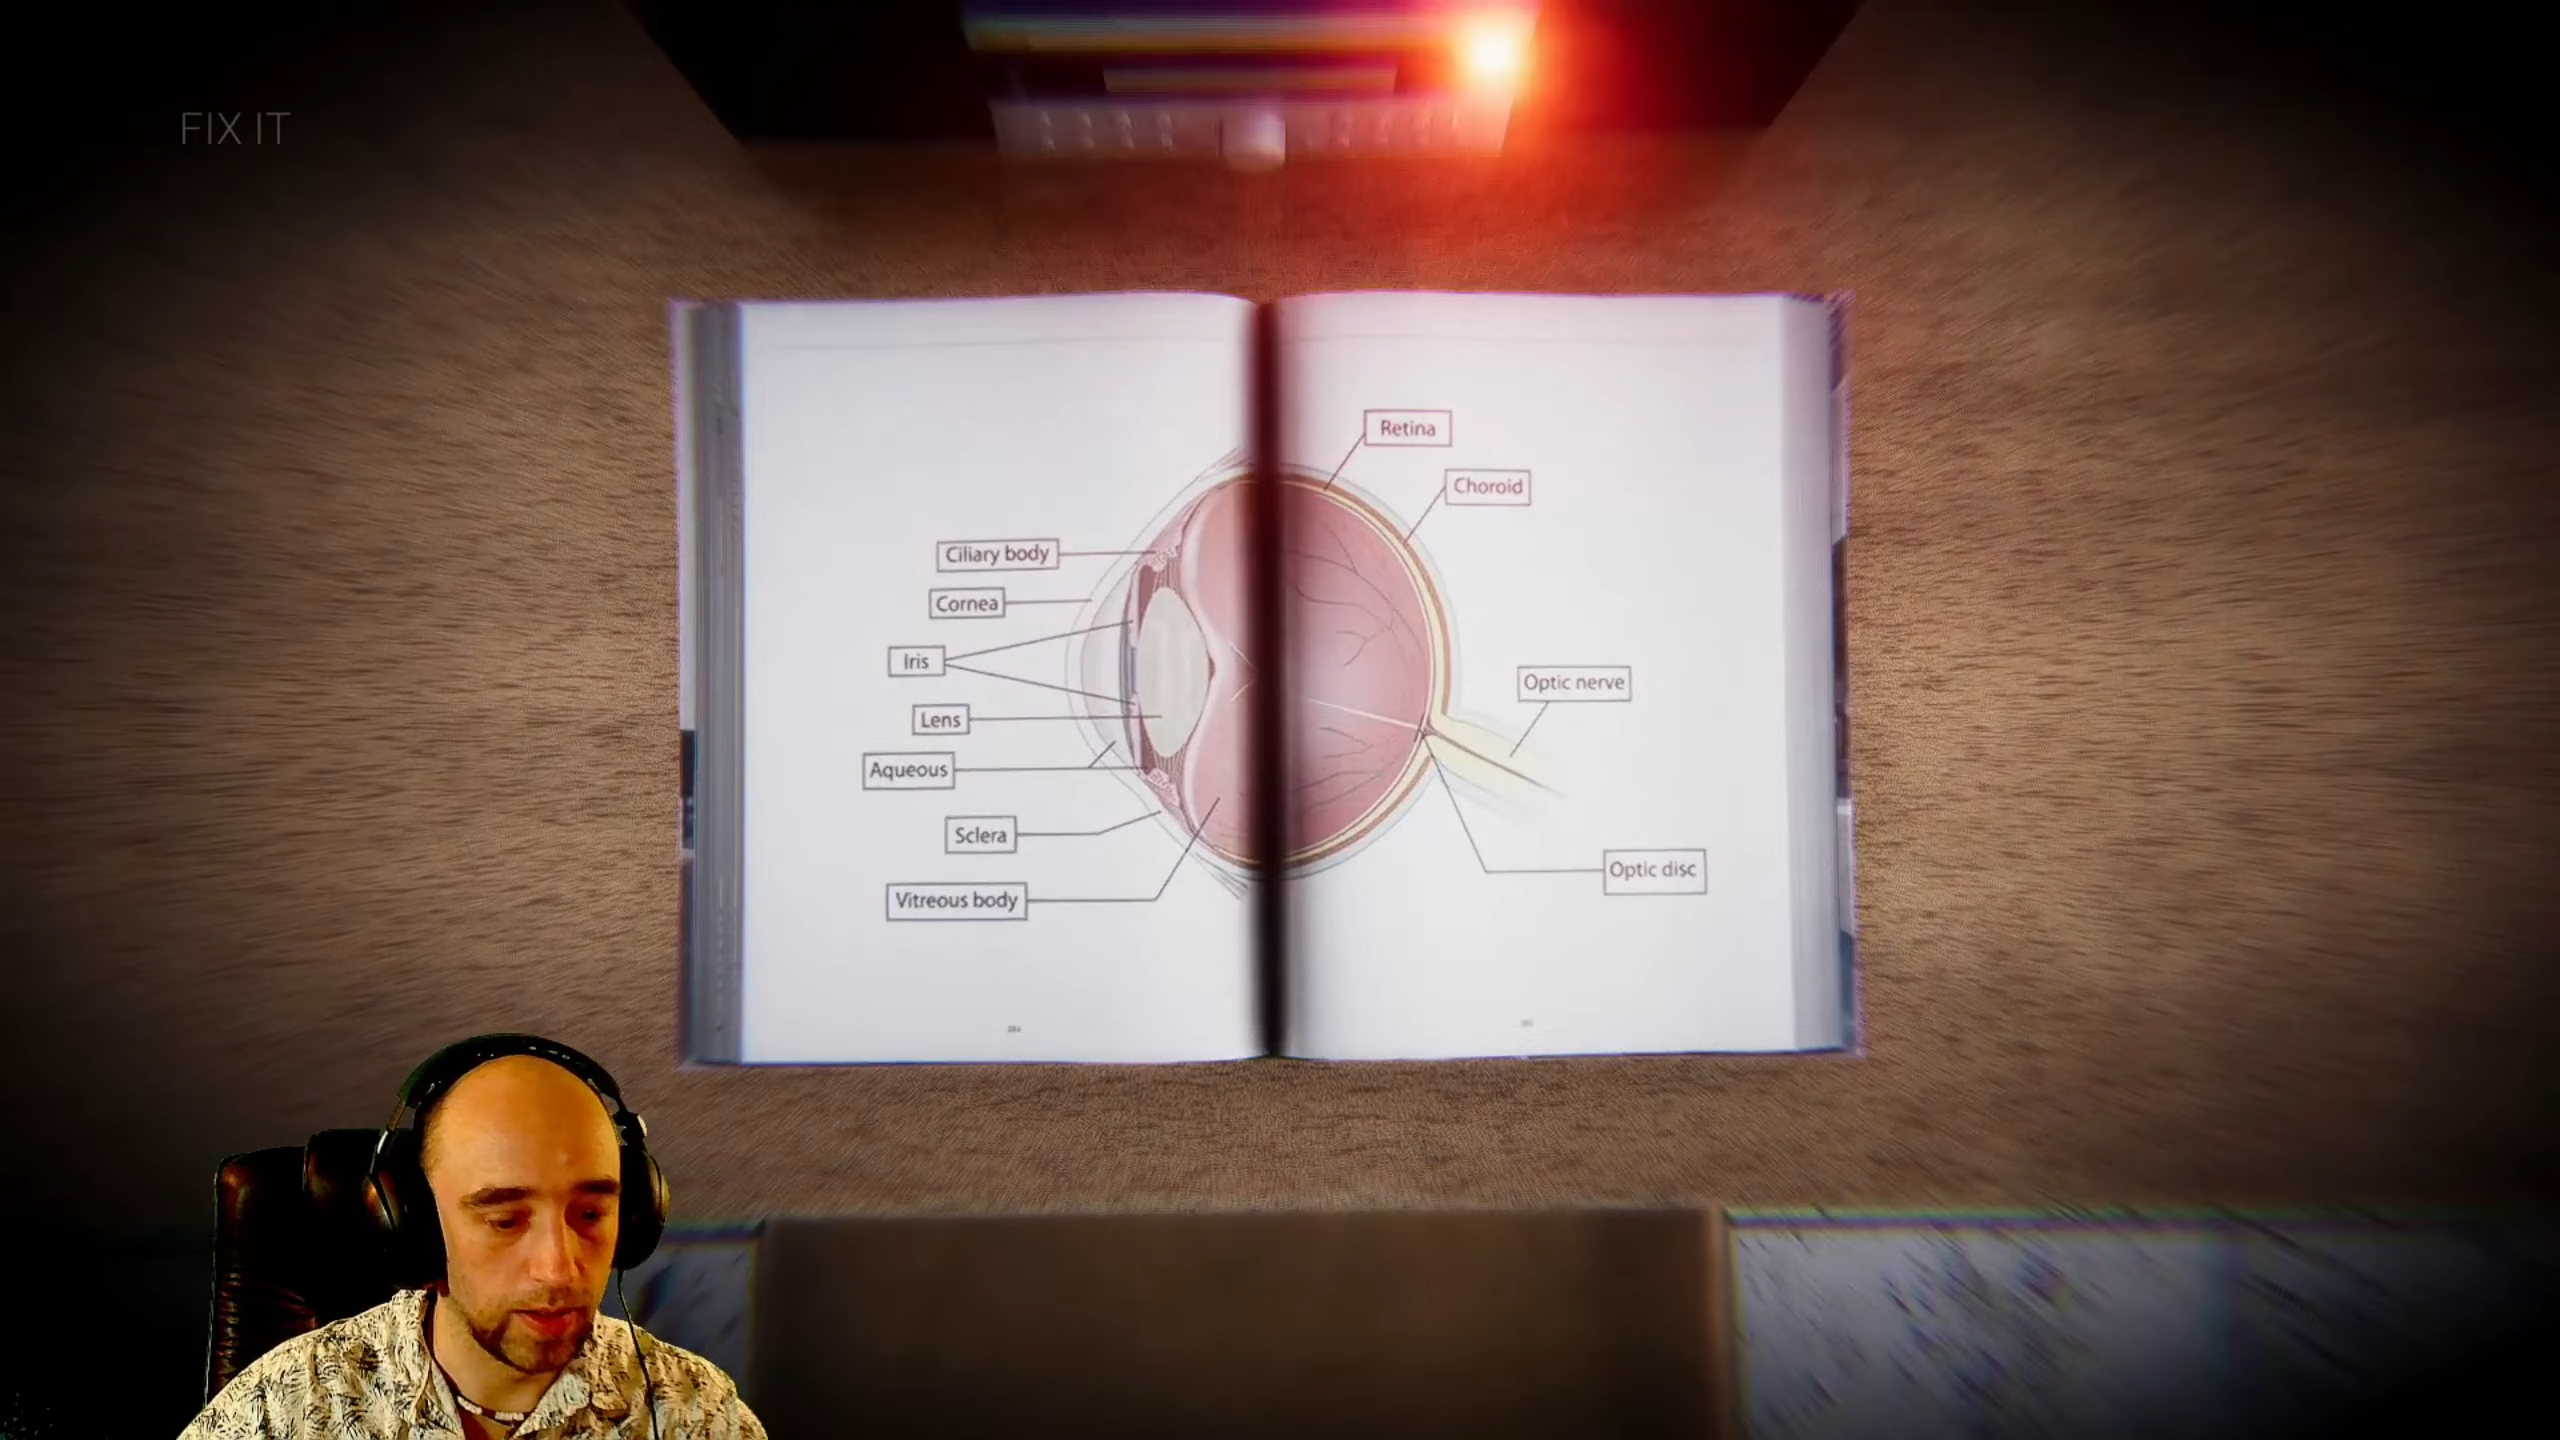 FIX IT
Retina
Choroid
Ciliary body
Cornea
Iris
Lens
Optic nerve
Aqueous
Sclera
Optic disc
Vitreous body